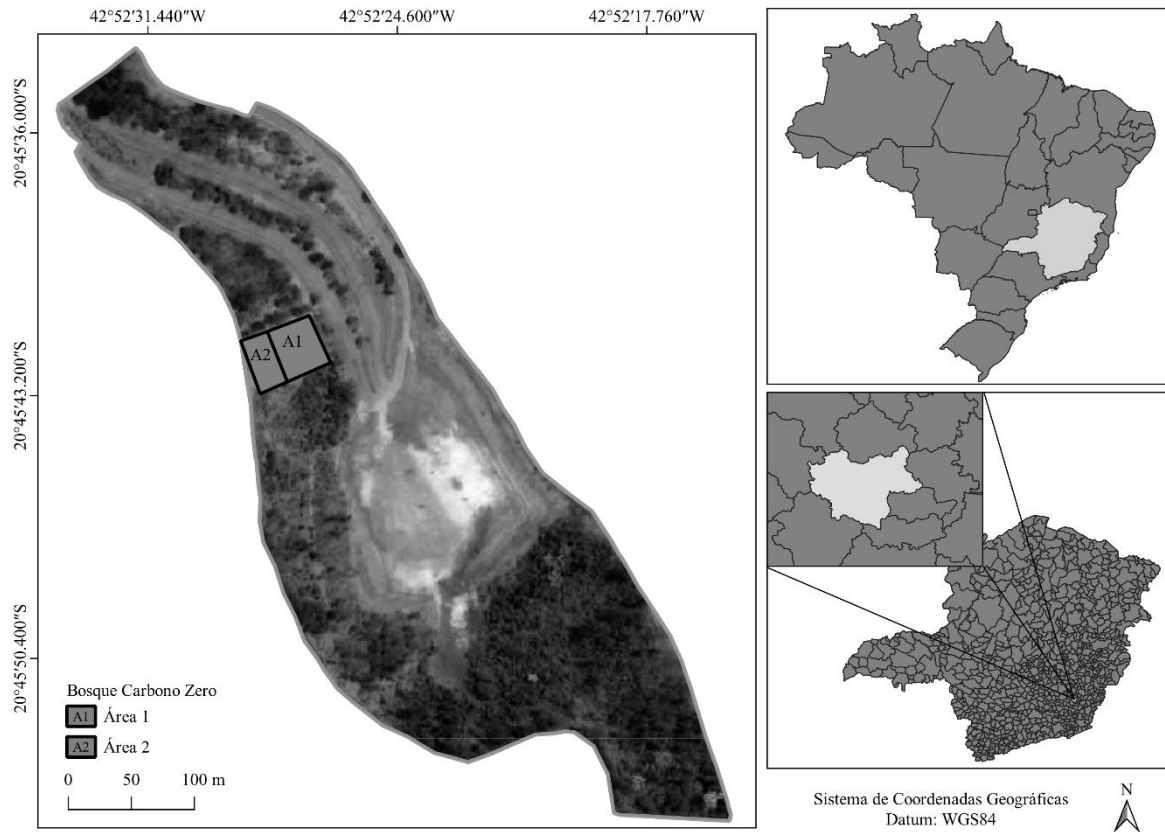 42°52'31.440"W 42°52'24.600"W 42°52'17.760"W
20°45'36.000"S
20°45'43.200"S
20°45'50.400"S
A2 A1
Bosque Carbono Zero
A1 Área 1
A2 Área 2
0 50 100 m
Sistema de Coordenadas Geográficas
Datum: WGS84
N